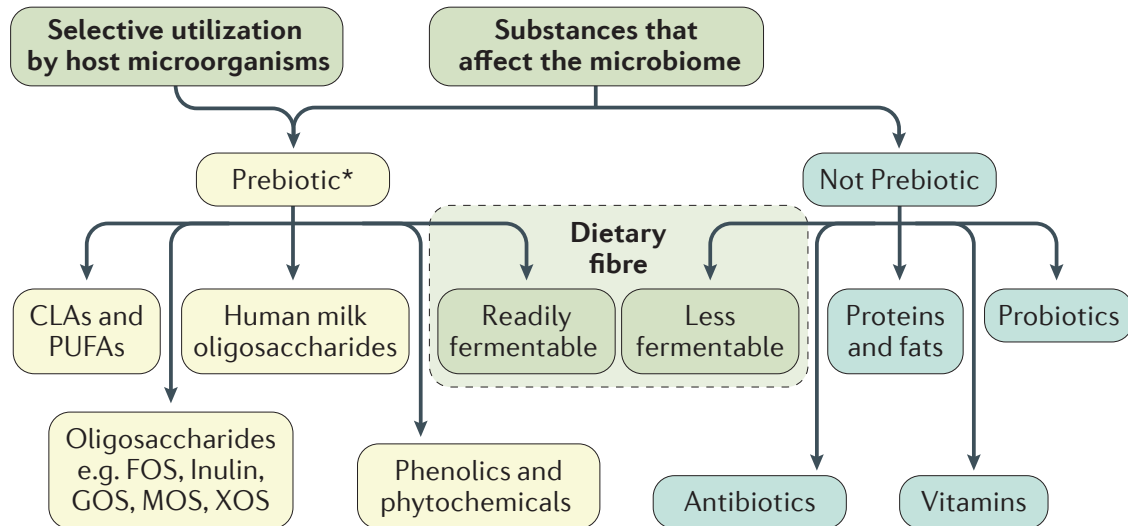 Selective utilization
by host microorganisms
Substances that
affect the microbiome
Prebiotic*
Not Prebiotic
Dietary
fibre
CLAs and
PUFAs
Human milk
oligosaccharides
Readily
fermentable
Less
fermentable
Proteins
and fats
Probiotics
Oligosaccharides
e.g. FOS, Inulin,
GOS, MOS, XOS
Phenolics and
phytochemicals
Antibiotics
Vitamins